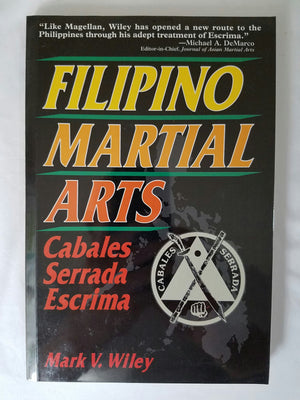 "Like Magellan, Wiley has opened a new route to the
Philippines through his adept treatment of Escrima."
—Michael A. DeMarco
Editor-in-Chief, Journal of Asian Martial Arts
FILIPINO
MARTIAL
ARTS
Cabales
Serrada
Escrima
CABALES
SERRADA
Mark V. Wiley